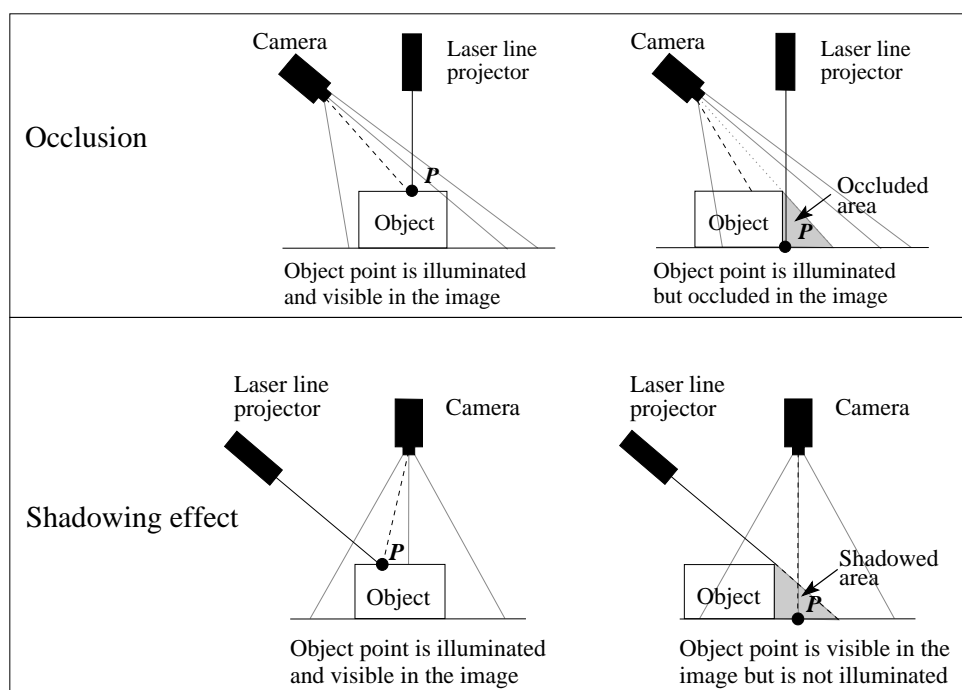 Occlusion
Camera
Laser line
projector
P
Object
Object point is illuminated
and visible in the image
Camera
Laser line
projector
Occluded
area
P
Object
Object point is illuminated
but occluded in the image
Shadowing effect
Laser line
projector
Camera
P
Object
Object point is illuminated
and visible in the image
Laser line
projector
Camera
Shadowed
area
P
Object
Object point is visible in the
image but is not illuminated